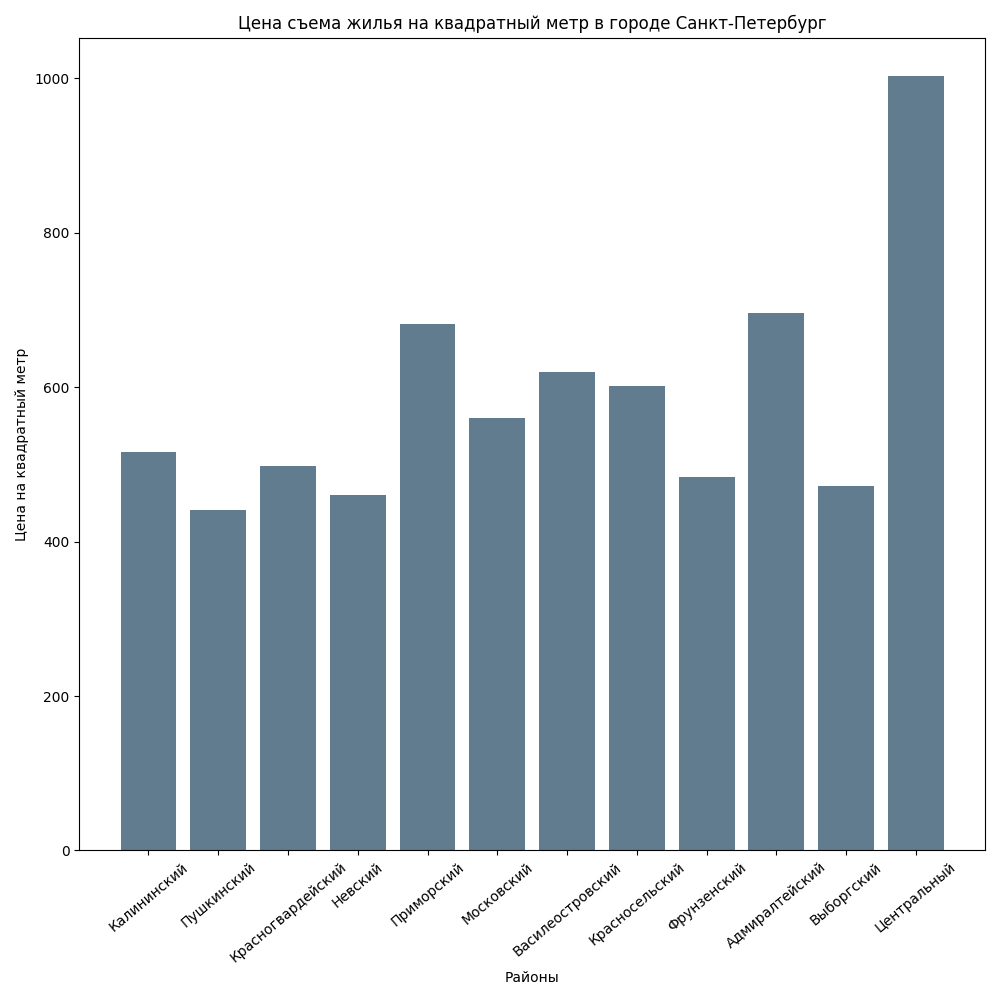 Цена съема жилья на квадратный метр в городе Санкт-Петербург
Цена на квадратный метр
1000
800
600
400
200
0
Калининский
Пушкинский
Красногвардейский
Невский
Приморский
Московский
Василеостровский
Красносельский
Фрунзенский
Адмиралтейский
Выборгский
Центральный
Районы